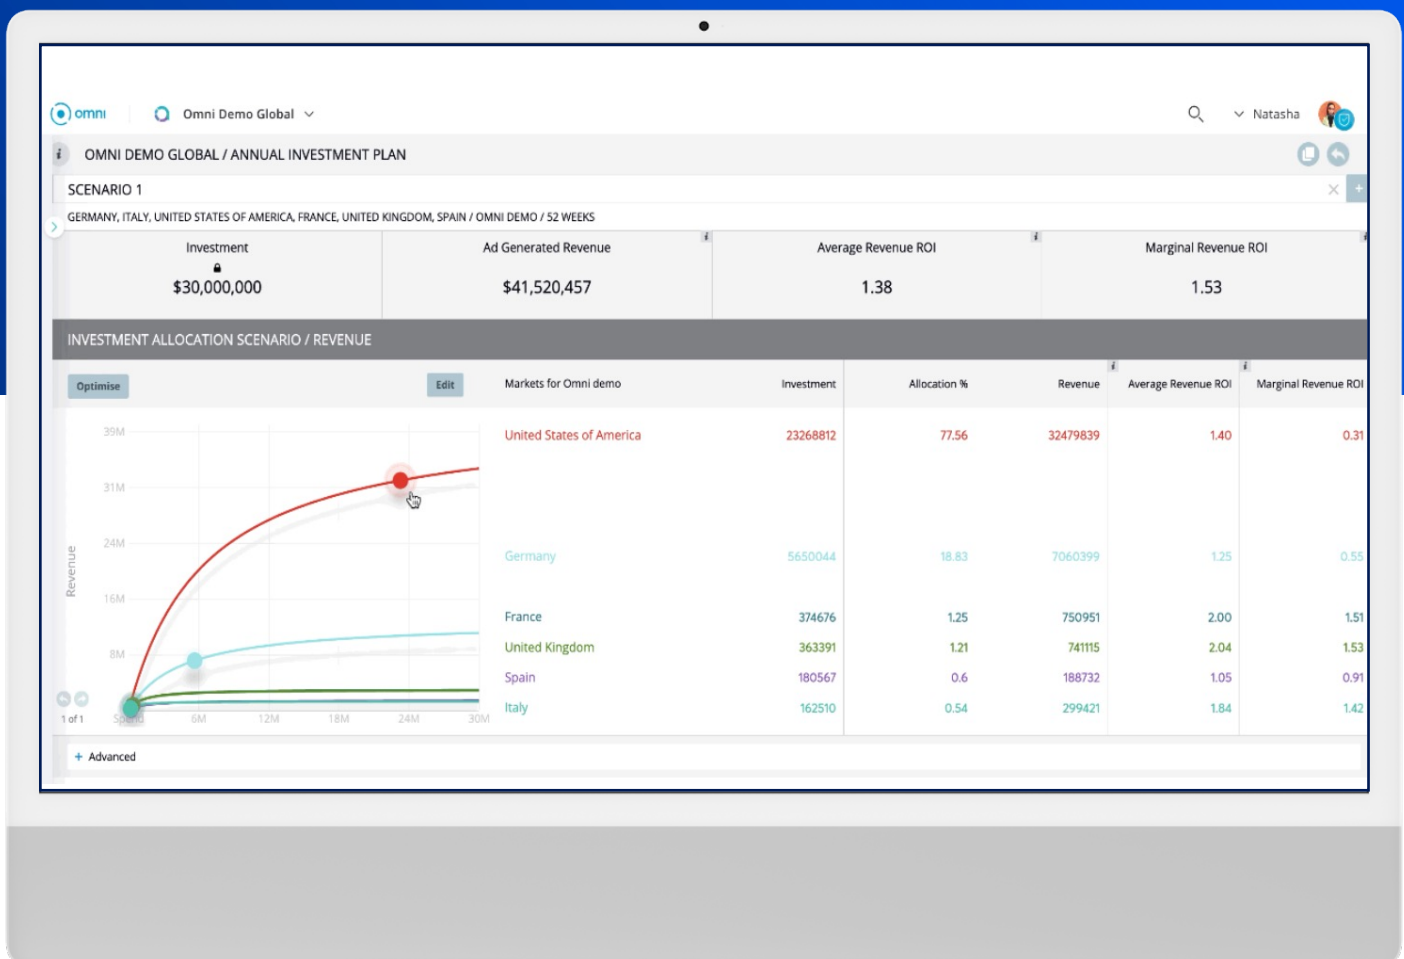 omni
Omni Demo Global
Natasha
i
OMNI DEMO GLOBAL / ANNUAL INVESTMENT PLAN
SCENARIO 1
GERMANY, ITALY, UNITED STATES OF AMERICA, FRANCE, UNITED KINGDOM, SPAIN / OMNI DEMO / 52 WEEKS
Investment
$30,000,000
Ad Generated Revenue
$41,520,457
Average Revenue ROI
1.38
Marginal Revenue ROI
1.53
INVESTMENT ALLOCATION SCENARIO / REVENUE
Optimise
Edit
Markets for Omni demo Investment Allocation % Revenue Average Revenue ROI Marginal Revenue ROI
United States of America 23268812 77.56 32479839 1.40 0.31
Germany 5650044 18.83 7060399 1.25 0.55
France 374676 1.25 750951 2.00 1.51
United Kingdom 363391 1.21 741115 2.04 1.53
Spain 180567 0.6 188732 1.05 0.91
Italy 162510 0.54 299421 1.84 1.42
39M
31M
24M
16M
8M
Revenue
Spend 6M 12M 18M 24M 30M
1 of 1
+ Advanced